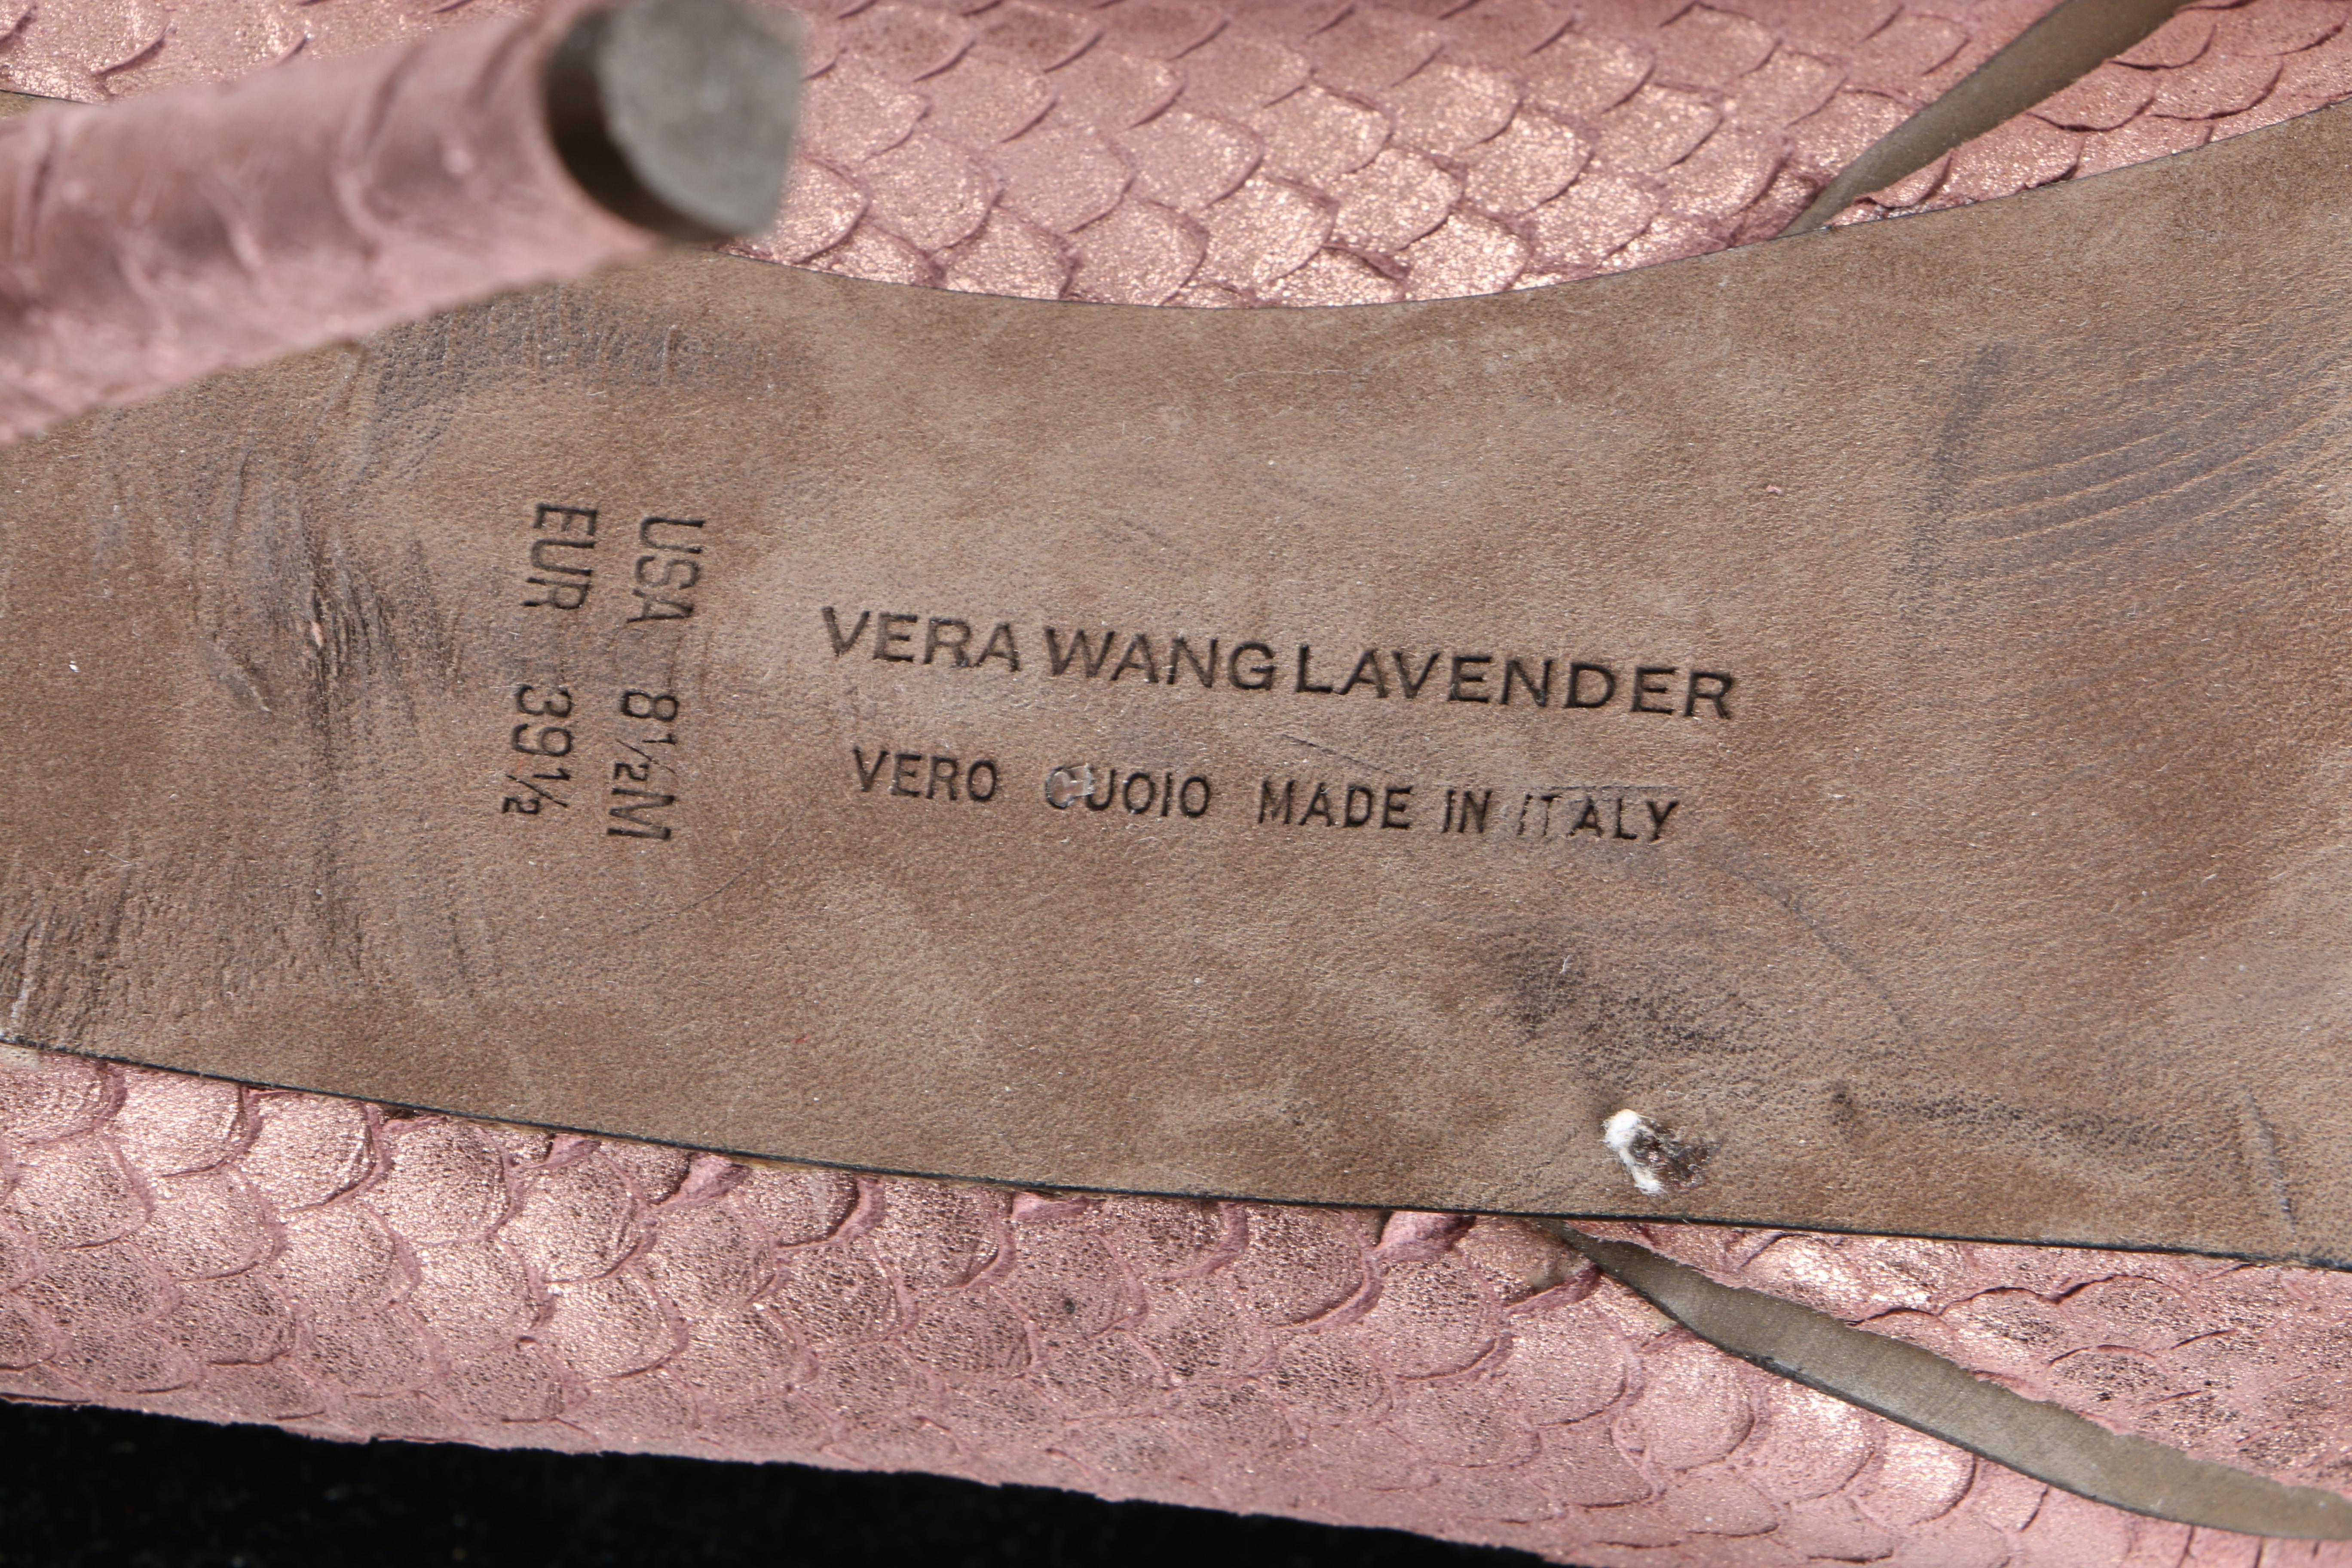 VERA WANG LAVENDER
VERO CUOIO MADE IN ITALY
USA 8½M
EUR 39½